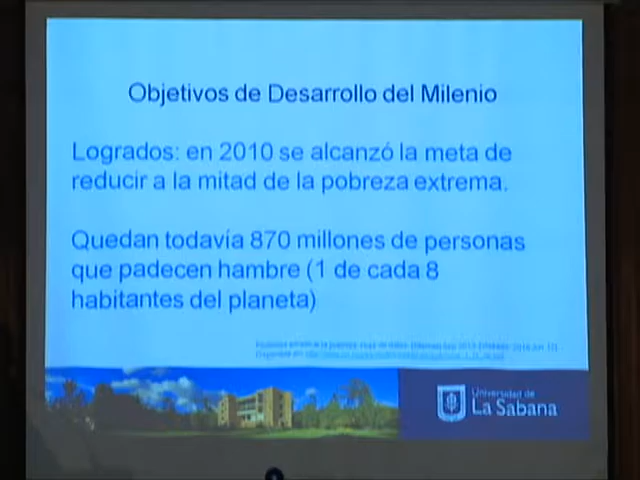 Objetivos de Desarrollo del Milenio
Logrados: en 2010 se alcanzó la meta de
reducir a la mitad de la pobreza extrema.
Quedan todavía 870 millones de personas
que padecen hambre (1 de cada 8
habitantes del planeta)
Universidad de
La Sabana